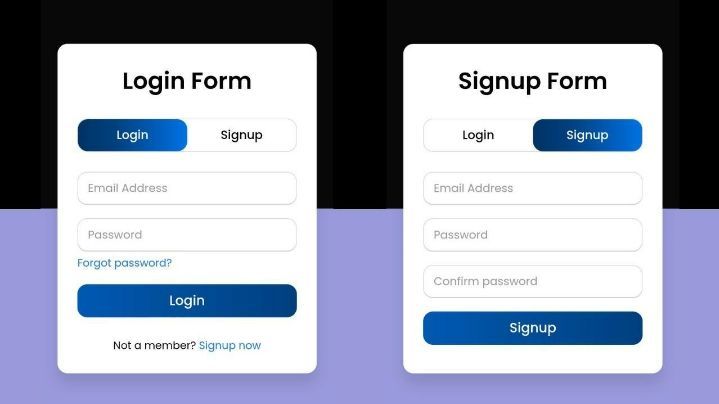 Login Form
Login Signup
Email Address
Password
Forgot password?
Login
Not a member? Signup now
Signup Form
Login Signup
Email Address
Password
Confirm password
Signup